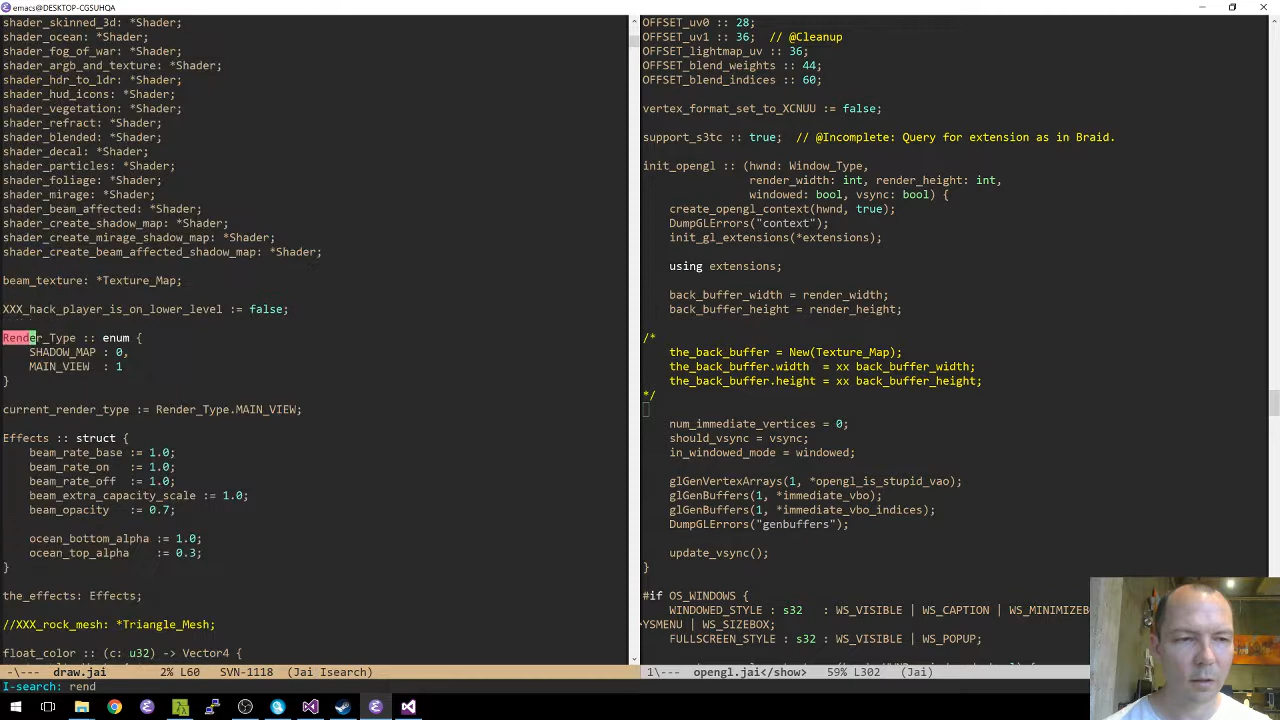 emacs@DESKTOP-CGSUHQA
shader_skinned_3d: *Shader;
shader_ocean: *Shader;
shader_fog_of_war: *Shader;
shader_argb_and_texture: *Shader;
shader_hdr_to_ldr: *Shader;
shader_hud_icons: *Shader;
shader_vegetation: *Shader;
shader_refract: *Shader;
shader_blended: *Shader;
shader_decal: *Shader;
shader_particles: *Shader;
shader_foliage: *Shader;
shader_mirage: *Shader;
shader_beam_affected: *Shader;
shader_create_shadow_map: *Shader;
shader_create_mirage_shadow_map: *Shader;
shader_create_beam_affected_shadow_map: *Shader;
beam_texture: *Texture_Map;
XXX_hack_player_is_on_lower_level := false;
Render_Type :: enum {
SHADOW_MAP : 0,
MAIN_VIEW  : 1
}
current_render_type := Render_Type.MAIN_VIEW;
Effects :: struct {
beam_rate_base := 1.0;
beam_rate_on   := 1.0;
beam_rate_off  := 1.0;
beam_extra_capacity_scale := 1.0;
beam_opacity   := 0.7;
ocean_bottom_alpha := 1.0;
ocean_top_alpha    := 0.3;
}
the_effects: Effects;
//XXX_rock_mesh: *Triangle_Mesh;
float_color :: (c: u32) -> Vector4 {
-\---  draw.jai        2% L60    SVN-1118  (Jai Isearch)
I-search: rend
OFFSET_uv0 :: 28;
OFFSET_uv1 :: 36;  // @Cleanup
OFFSET_lightmap_uv :: 36;
OFFSET_blend_weights :: 44;
OFFSET_blend_indices :: 60;
vertex_format_set_to_XCNUU := false;
support_s3tc :: true;  // @Incomplete: Query for extension as in Braid.
init_opengl :: (hwnd: Window_Type,
render_width: int, render_height: int,
windowed: bool, vsync: bool) {
create_opengl_context(hwnd, true);
DumpGLErrors("context");
init_gl_extensions(*extensions);
using extensions;
back_buffer_width = render_width;
back_buffer_height = render_height;
/*
the_back_buffer = New(Texture_Map);
the_back_buffer.width  = xx back_buffer_width;
the_back_buffer.height = xx back_buffer_height;
*/
num_immediate_vertices = 0;
should_vsync = vsync;
in_windowed_mode = windowed;
glGenVertexArrays(1, *opengl_is_stupid_vao);
glGenBuffers(1, *immediate_vbo);
glGenBuffers(1, *immediate_vbo_indices);
DumpGLErrors("genbuffers");
update_vsync();
}
#if OS_WINDOWS {
WINDOWED_STYLE : s32   : WS_VISIBLE | WS_CAPTION | WS_MINIMIZEB
YSMENU | WS_SIZEBOX;
FULLSCREEN_STYLE : s32 : WS_VISIBLE | WS_POPUP;
1\---  opengl.jai</show>   59% L302   (Jai)